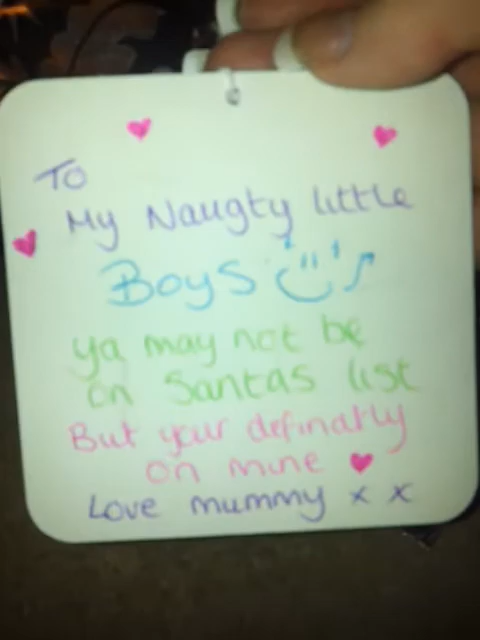 To
My Naugty little
Boys
ya may not be
on Santas list
But your definatly
on mine
Love mummy x x